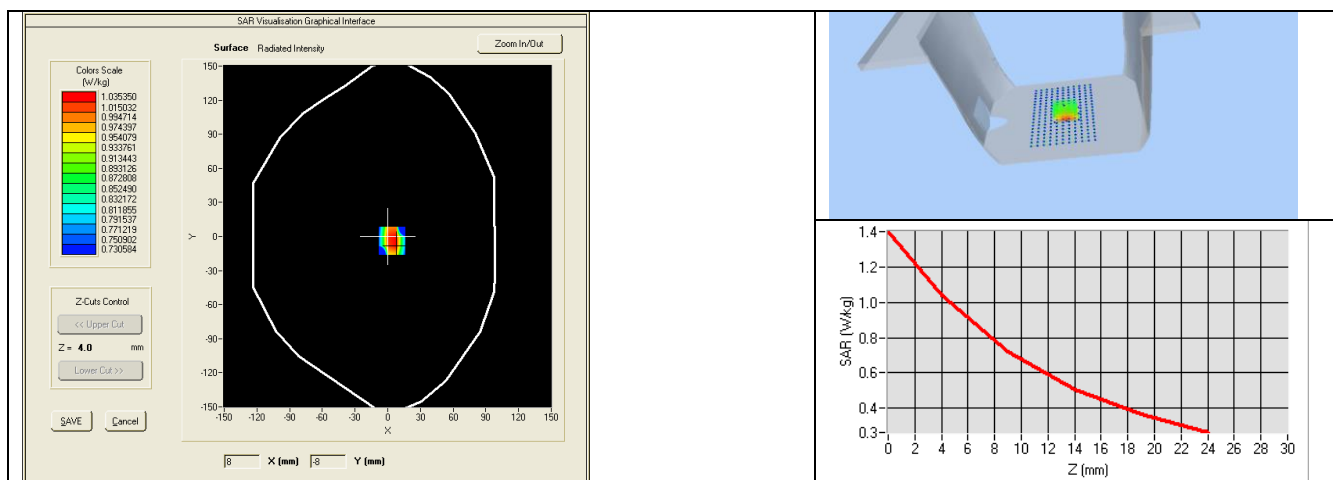 SAR Visualisation Graphical Interface
Surface Radiated Intensity
Zoom In/Out
Colors Scale
(W/kg)
1.035350
1.015032
0.994714
0.974397
0.954079
0.933761
0.913443
0.893126
0.872808
0.852490
0.832172
0.811855
0.791537
0.771219
0.750902
0.730584
Z-Cuts Control
<< Upper Cut
Z = 4.0 mm
Lower Cut >>
SAVE Cancel
150
120
90
60
30
0
-30
-60
-90
-120
-150
Y
-150 -120 -90 -60 -30 0 30 60 90 120 150
X
8 X (mm) -8 Y (mm)
1.4
1.2
1.0
0.8
0.6
0.4
0.3
SAR (W/kg)
0 2 4 6 8 10 12 14 16 18 20 22 24 26 28 30
Z (mm)